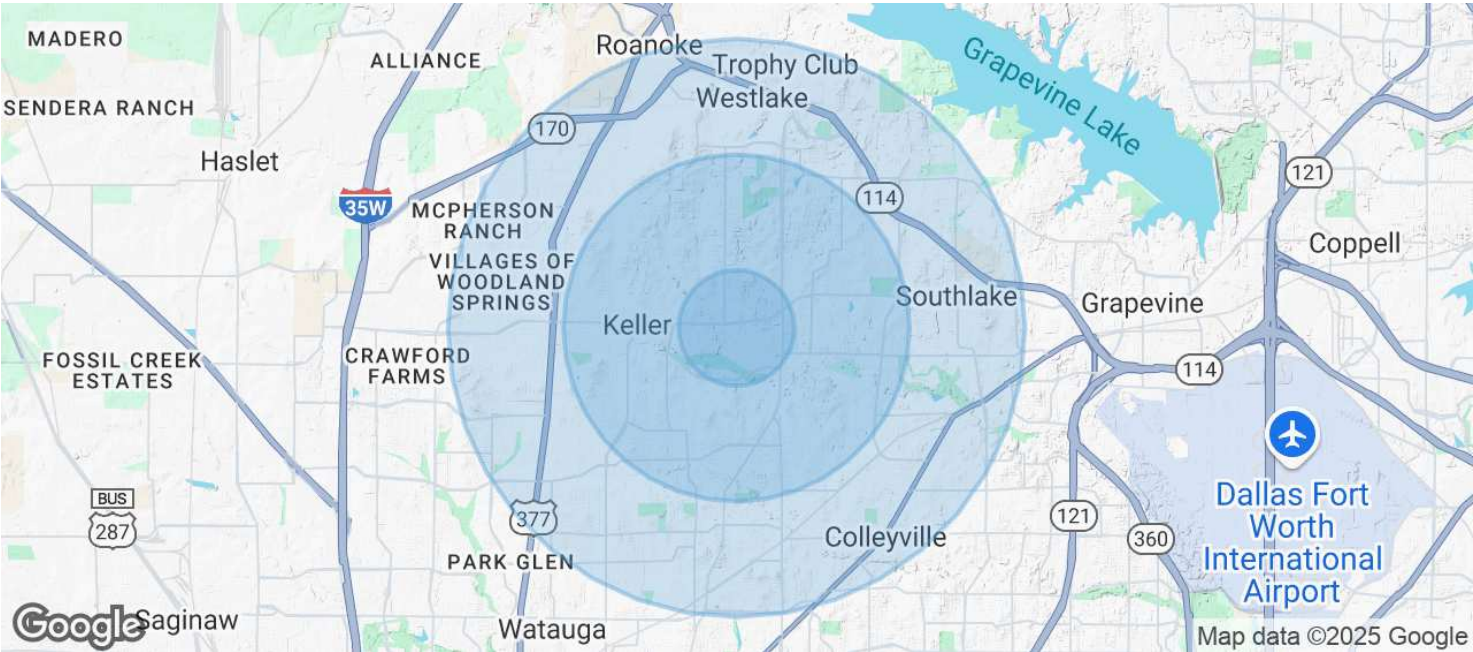 MADERO
ALLIANCE
Roanoke
Trophy Club
Westlake
Grapevine Lake
SENDERA RANCH
170
121
Haslet
114
35W
MCPHERSON
RANCH
Coppell
VILLAGES OF
WOODLAND
SPRINGS
Southlake
Grapevine
Keller
FOSSIL CREEK
ESTATES
CRAWFORD
FARMS
114
BUS
287
377
Dallas Fort
Worth
International
Airport
121
360
Colleyville
PARK GLEN
Google
Saginaw
Watauga
Map data ©2025 Google